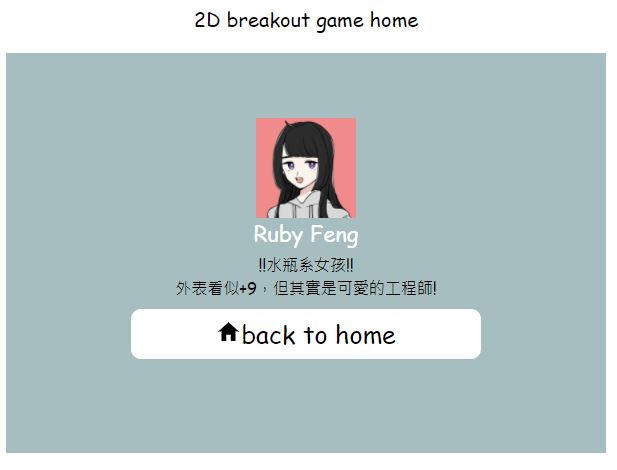 2D breakout game home
Ruby Feng
!!水瓶系女孩!!
外表看似+9，但其實是可愛的工程師!
back to home